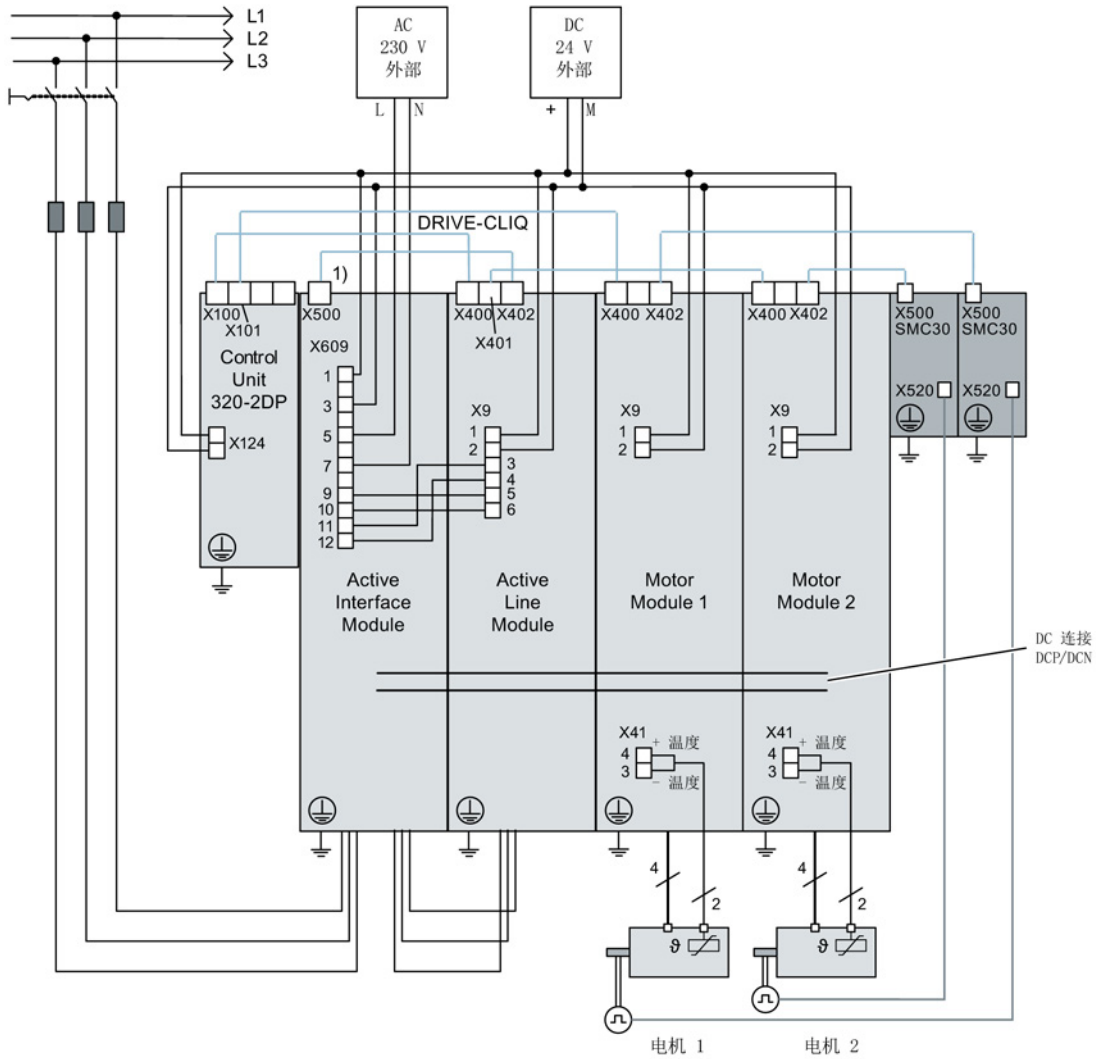 L1
L2
L3
AC
230 V
外部
L
N
DC
24 V
外部
+
M
DRIVE-CLIQ
1)
X100
X101
X500
X400
X402
X401
X400 X402
X400 X402
X500
SMC30
X500
SMC30
Control
Unit
320-2DP
X124
X609
1
3
5
7
9
10
11
12
X9
1
2
3
4
5
6
X9
1
2
X9
1
2
X520
X520
Active
Interface
Module
Active
Line
Module
Motor
Module 1
Motor
Module 2
DC 连接
DCP/DCN
X41
4
3
+ 温度
- 温度
X41
4
3
+ 温度
- 温度
4
2
4
2
ϑ
ϑ
电机 1
电机 2